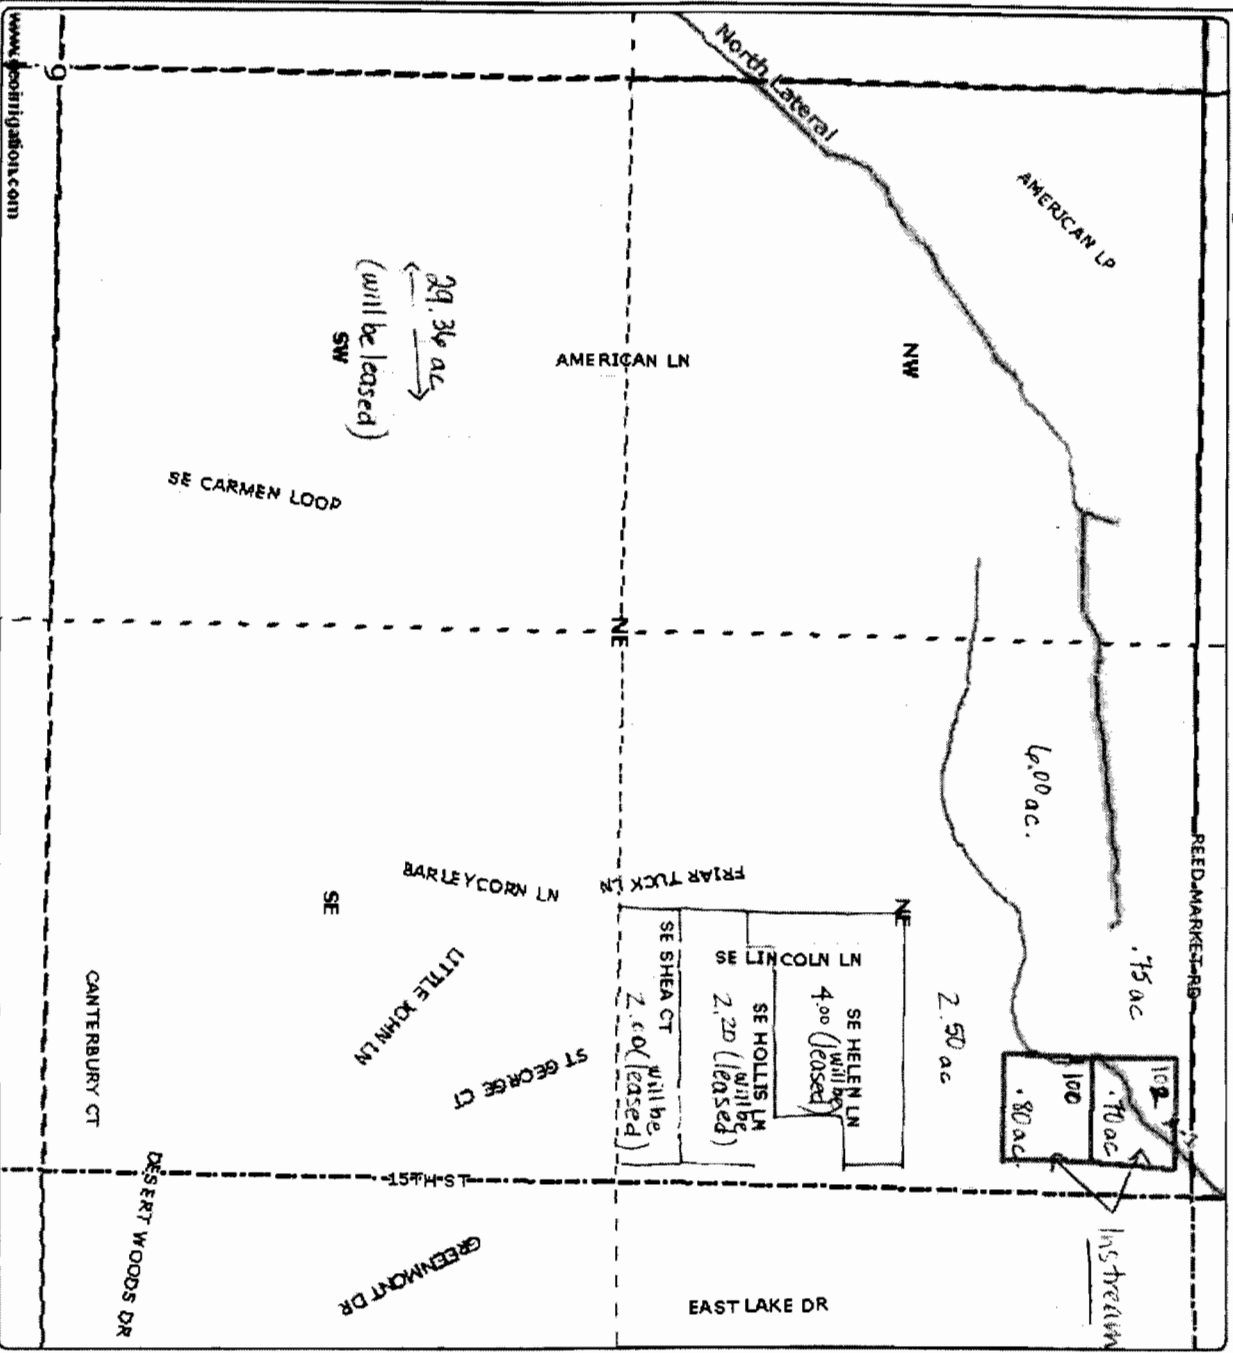 REED MARKET RD
AMERICAN LP
North Lateral
NW
AMERICAN LN
29.36 ac
(will be leased)
SW
SE CARMEN LOOP
9
NE
6.00 ac.
.75 ac
NE
2.50 ac
102
.70 ac
100
.80 ac.
Instream
SE HELEN LN
4.00 (will be leased)
SE LINCOLN LN
SE HOLLIS LN
2.20 (will be leased)
SE SHEA CT
2.00 (will be leased)
FRIAR TUCK LN
BARLEYCORN LN
SE
LITTLE JOHN LN
ST GEORGE CT
CANTERBURY CT
15TH ST
DESERT WOODS DR
GREENMONT DR
EAST LAKE DR